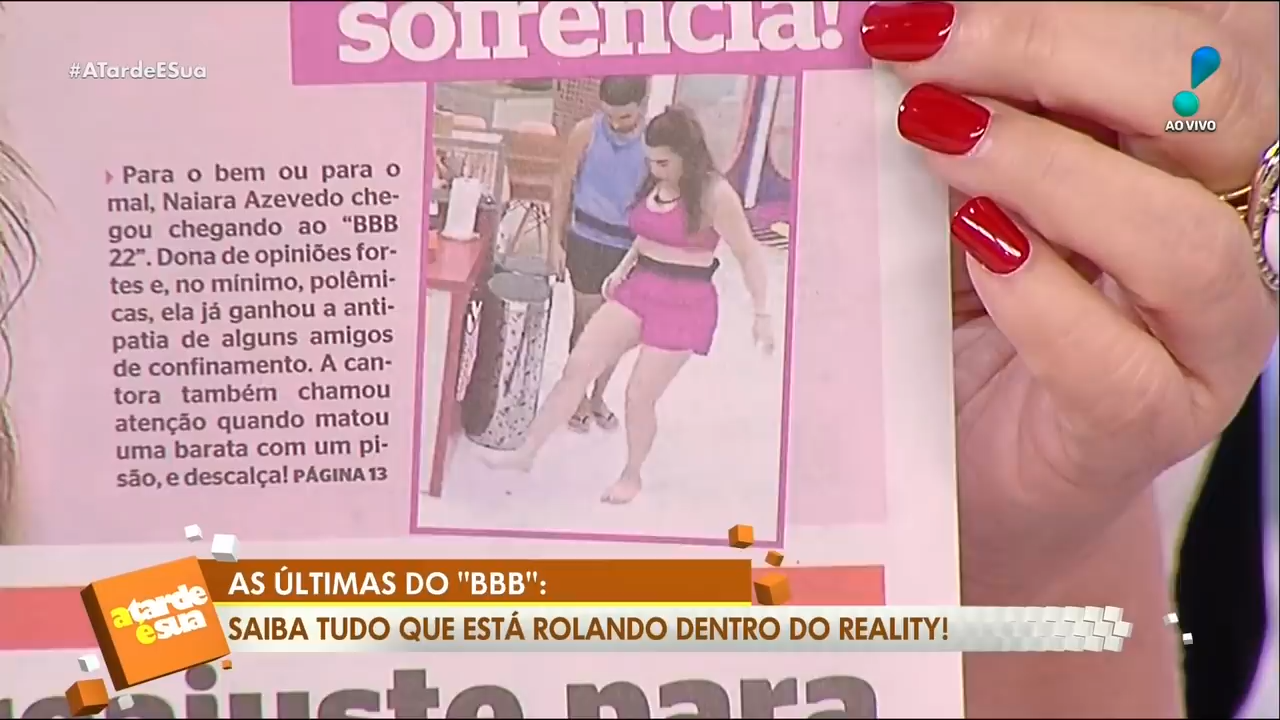 sofrência!
#ATardeESua
AO VIVO
Para o bem ou para o
mal, Naiara Azevedo che-
gou chegando ao “BBB
22”. Dona de opiniões for-
tes e, no mínimo, polêmi-
cas, ela já ganhou a anti-
patia de alguns amigos
de confinamento. A can-
tora também chamou
atenção quando matou
uma barata com um pi-
são, e descalça! PÁGINA 13
a tarde
é sua
AS ÚLTIMAS DO "BBB":
SAIBA TUDO QUE ESTÁ ROLANDO DENTRO DO REALITY!
para